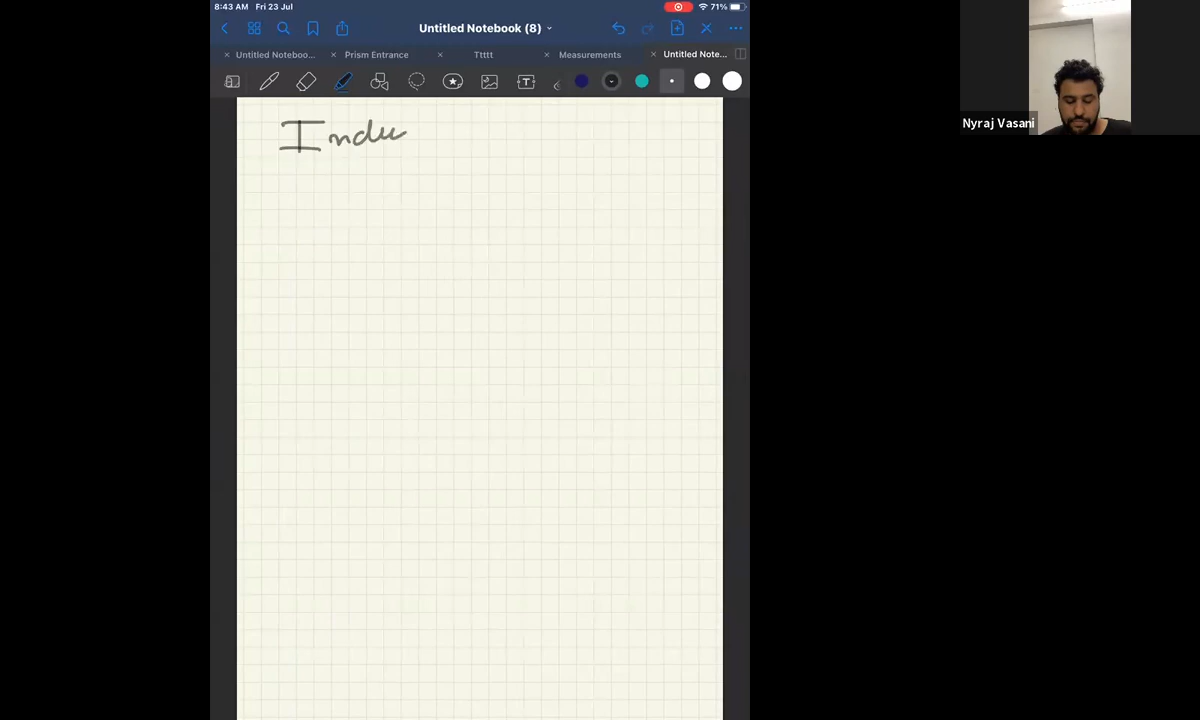 8:43 AM Fri 23 Jul
71%
Untitled Notebook (8)
Untitled Noteboo...
Prism Entrance
Ttttt
Measurements
Untitled Note...
Indu
Nyraj Vasani